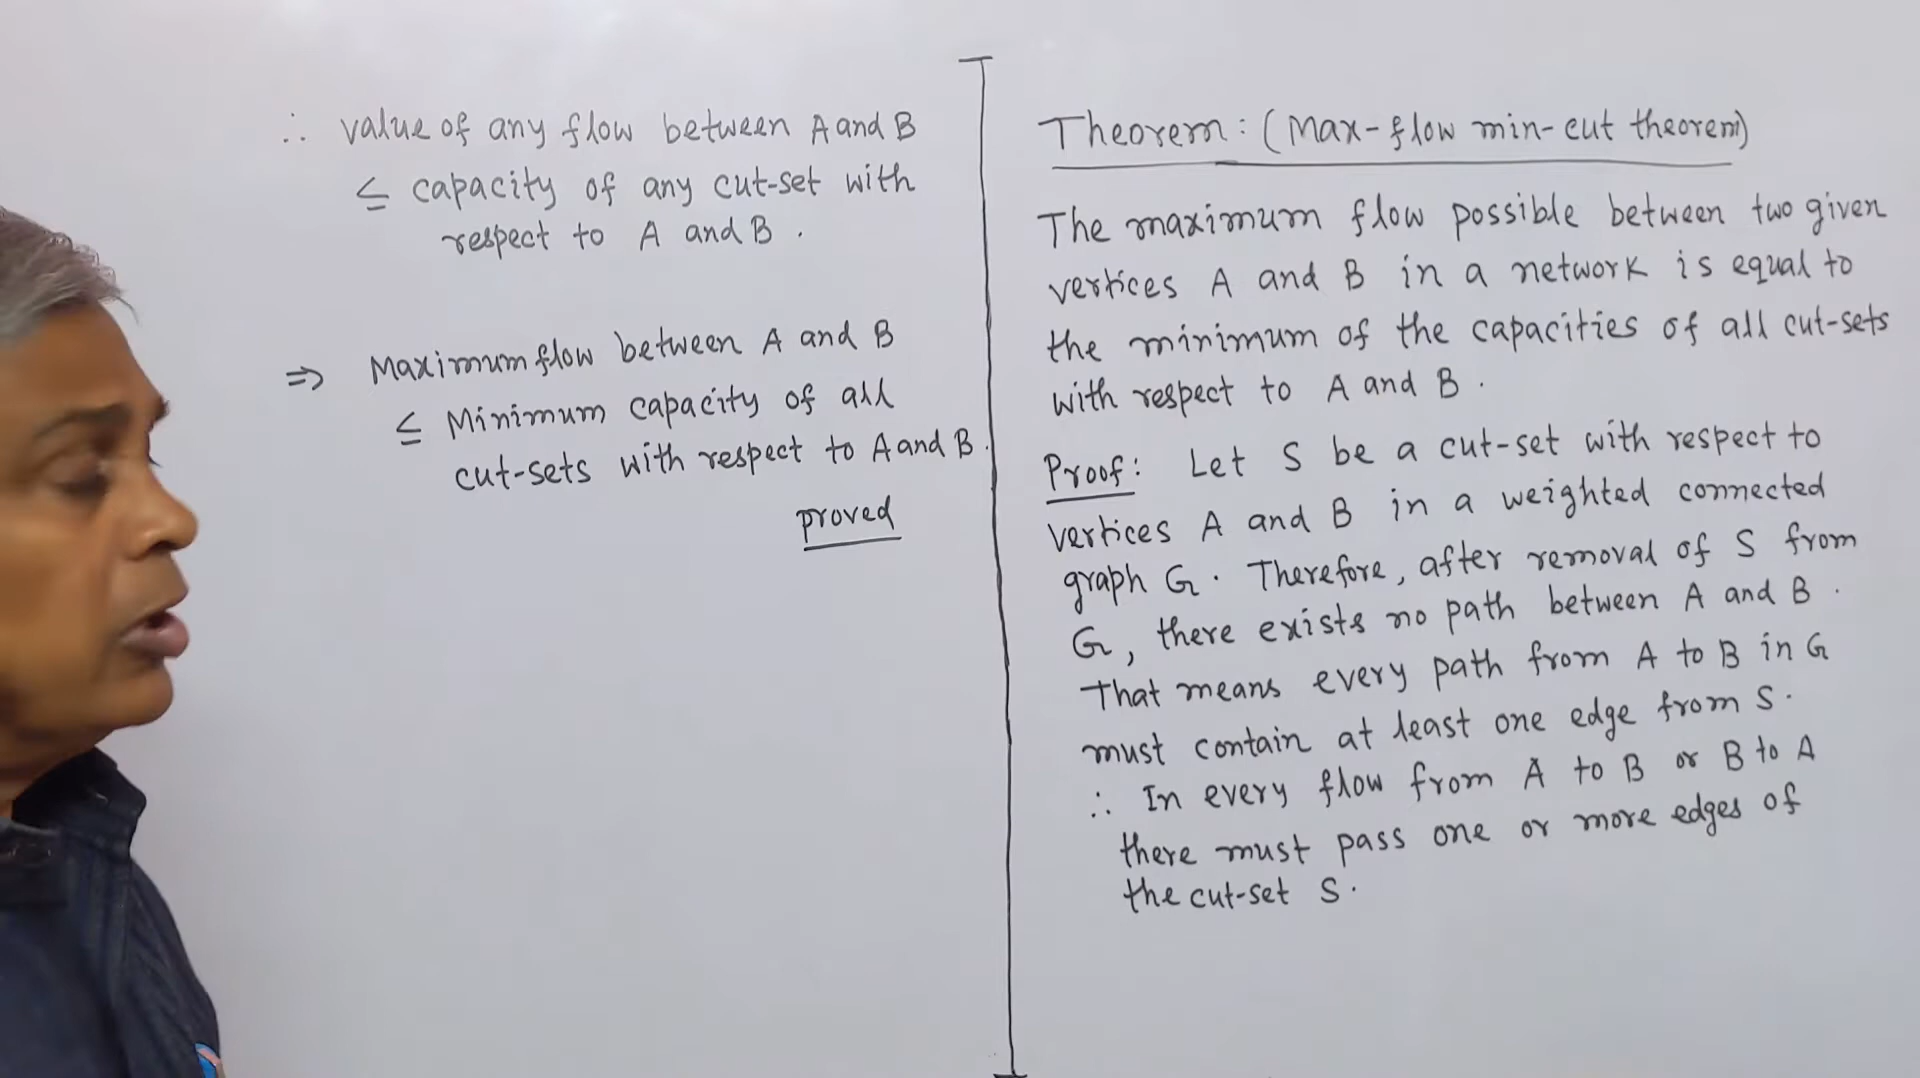 ∴ value of any flow between A and B
≤ capacity of any cut-set with
respect to A and B.
⇒ Maximum flow between A and B
≤ Minimum capacity of all
cut-sets with respect to A and B.
proved
Theorem: (Max-flow min-cut theorem)
The maximum flow possible between two given
vertices A and B in a network is equal to
the minimum of the capacities of all cut-sets
with respect to A and B.
Proof: Let S be a cut-set with respect to
vertices A and B in a weighted connected
graph G. Therefore, after removal of S from
G, there exists no path between A and B.
That means every path from A to B in G
must contain at least one edge from S.
∴ In every flow from A to B or B to A
there must pass one or more edges of
the cut-set S.